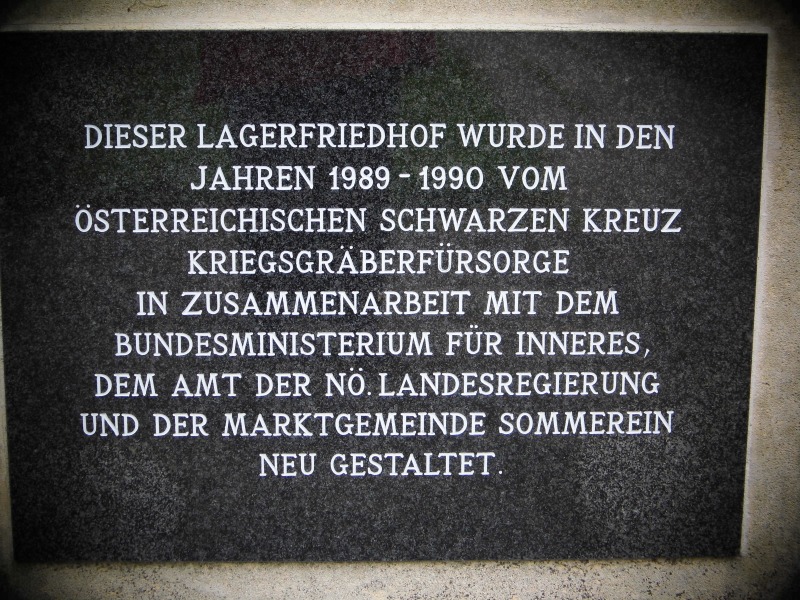 DIESER LAGERFRIEDHOF WURDE IN DEN
JAHREN 1989 - 1990 VOM
ÖSTERREICHISCHEN SCHWARZEN KREUZ
KRIEGSGRÄBERFÜRSORGE
IN ZUSAMMENARBEIT MIT DEM
BUNDESMINISTERIUM FÜR INNERES,
DEM AMT DER NÖ. LANDESREGIERUNG
UND DER MARKTGEMEINDE SOMMEREIN
NEU GESTALTET.